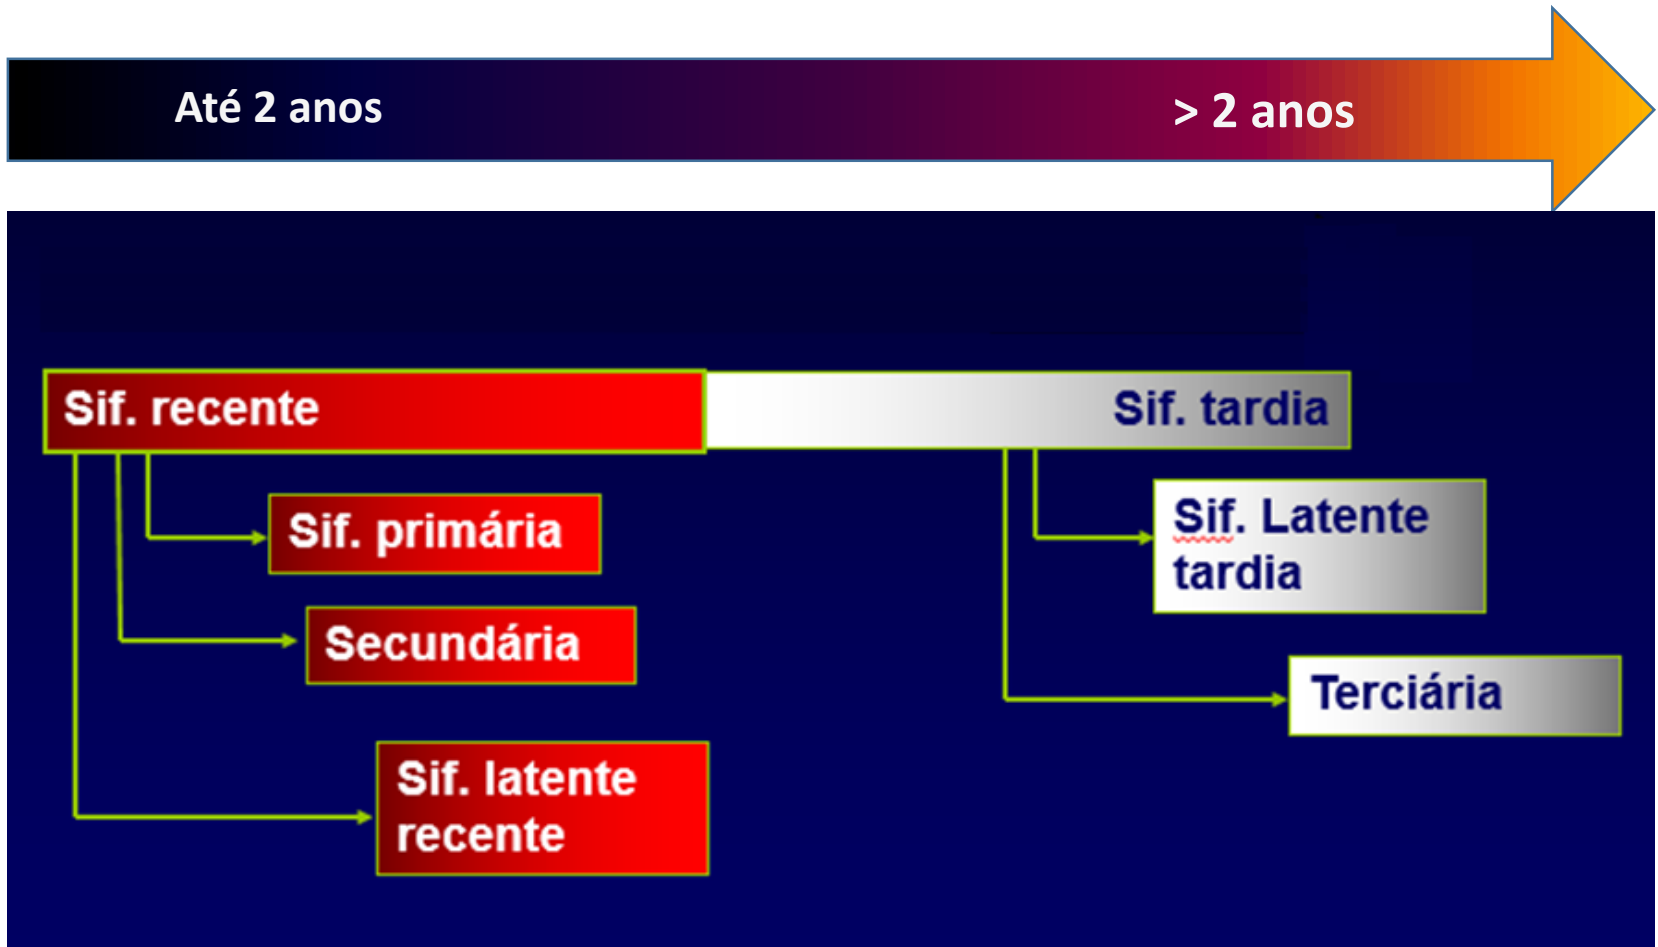 Até 2 anos
> 2 anos
Sif. recente
Sif. tardia
Sif. primária
Secundária
Sif. latente
recente
Sif. Latente
tardia
Terciária